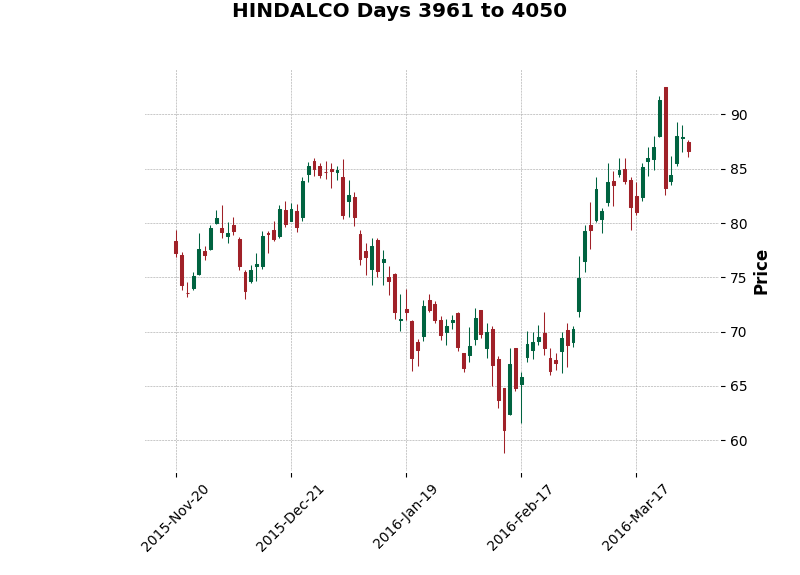 HINDALCO Days 3961 to 4050
90
85
80
75
70
65
60
Price
2015-Nov-20
2015-Dec-21
2016-Jan-19
2016-Feb-17
2016-Mar-17